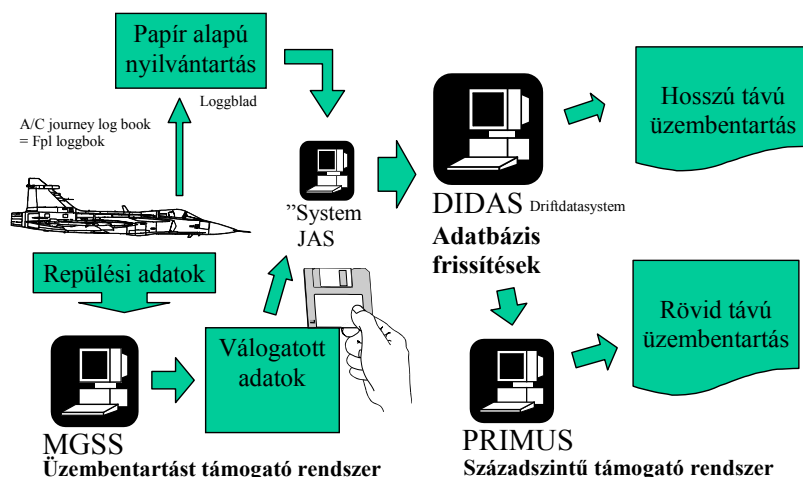 Papír alapú
nyilvántartás
Loggblad
A/C journey log book
= Fpl loggbok
”System
JAS
DIDAS Driftdatasystem
Adatbázis
frissítések
Hosszú távú
üzembentartás
Repülési adatok
Válogatott
adatok
Rövid távú
üzembentartás
MGSS
Üzembentartást támogató rendszer
PRIMUS
Századszintű támogató rendszer